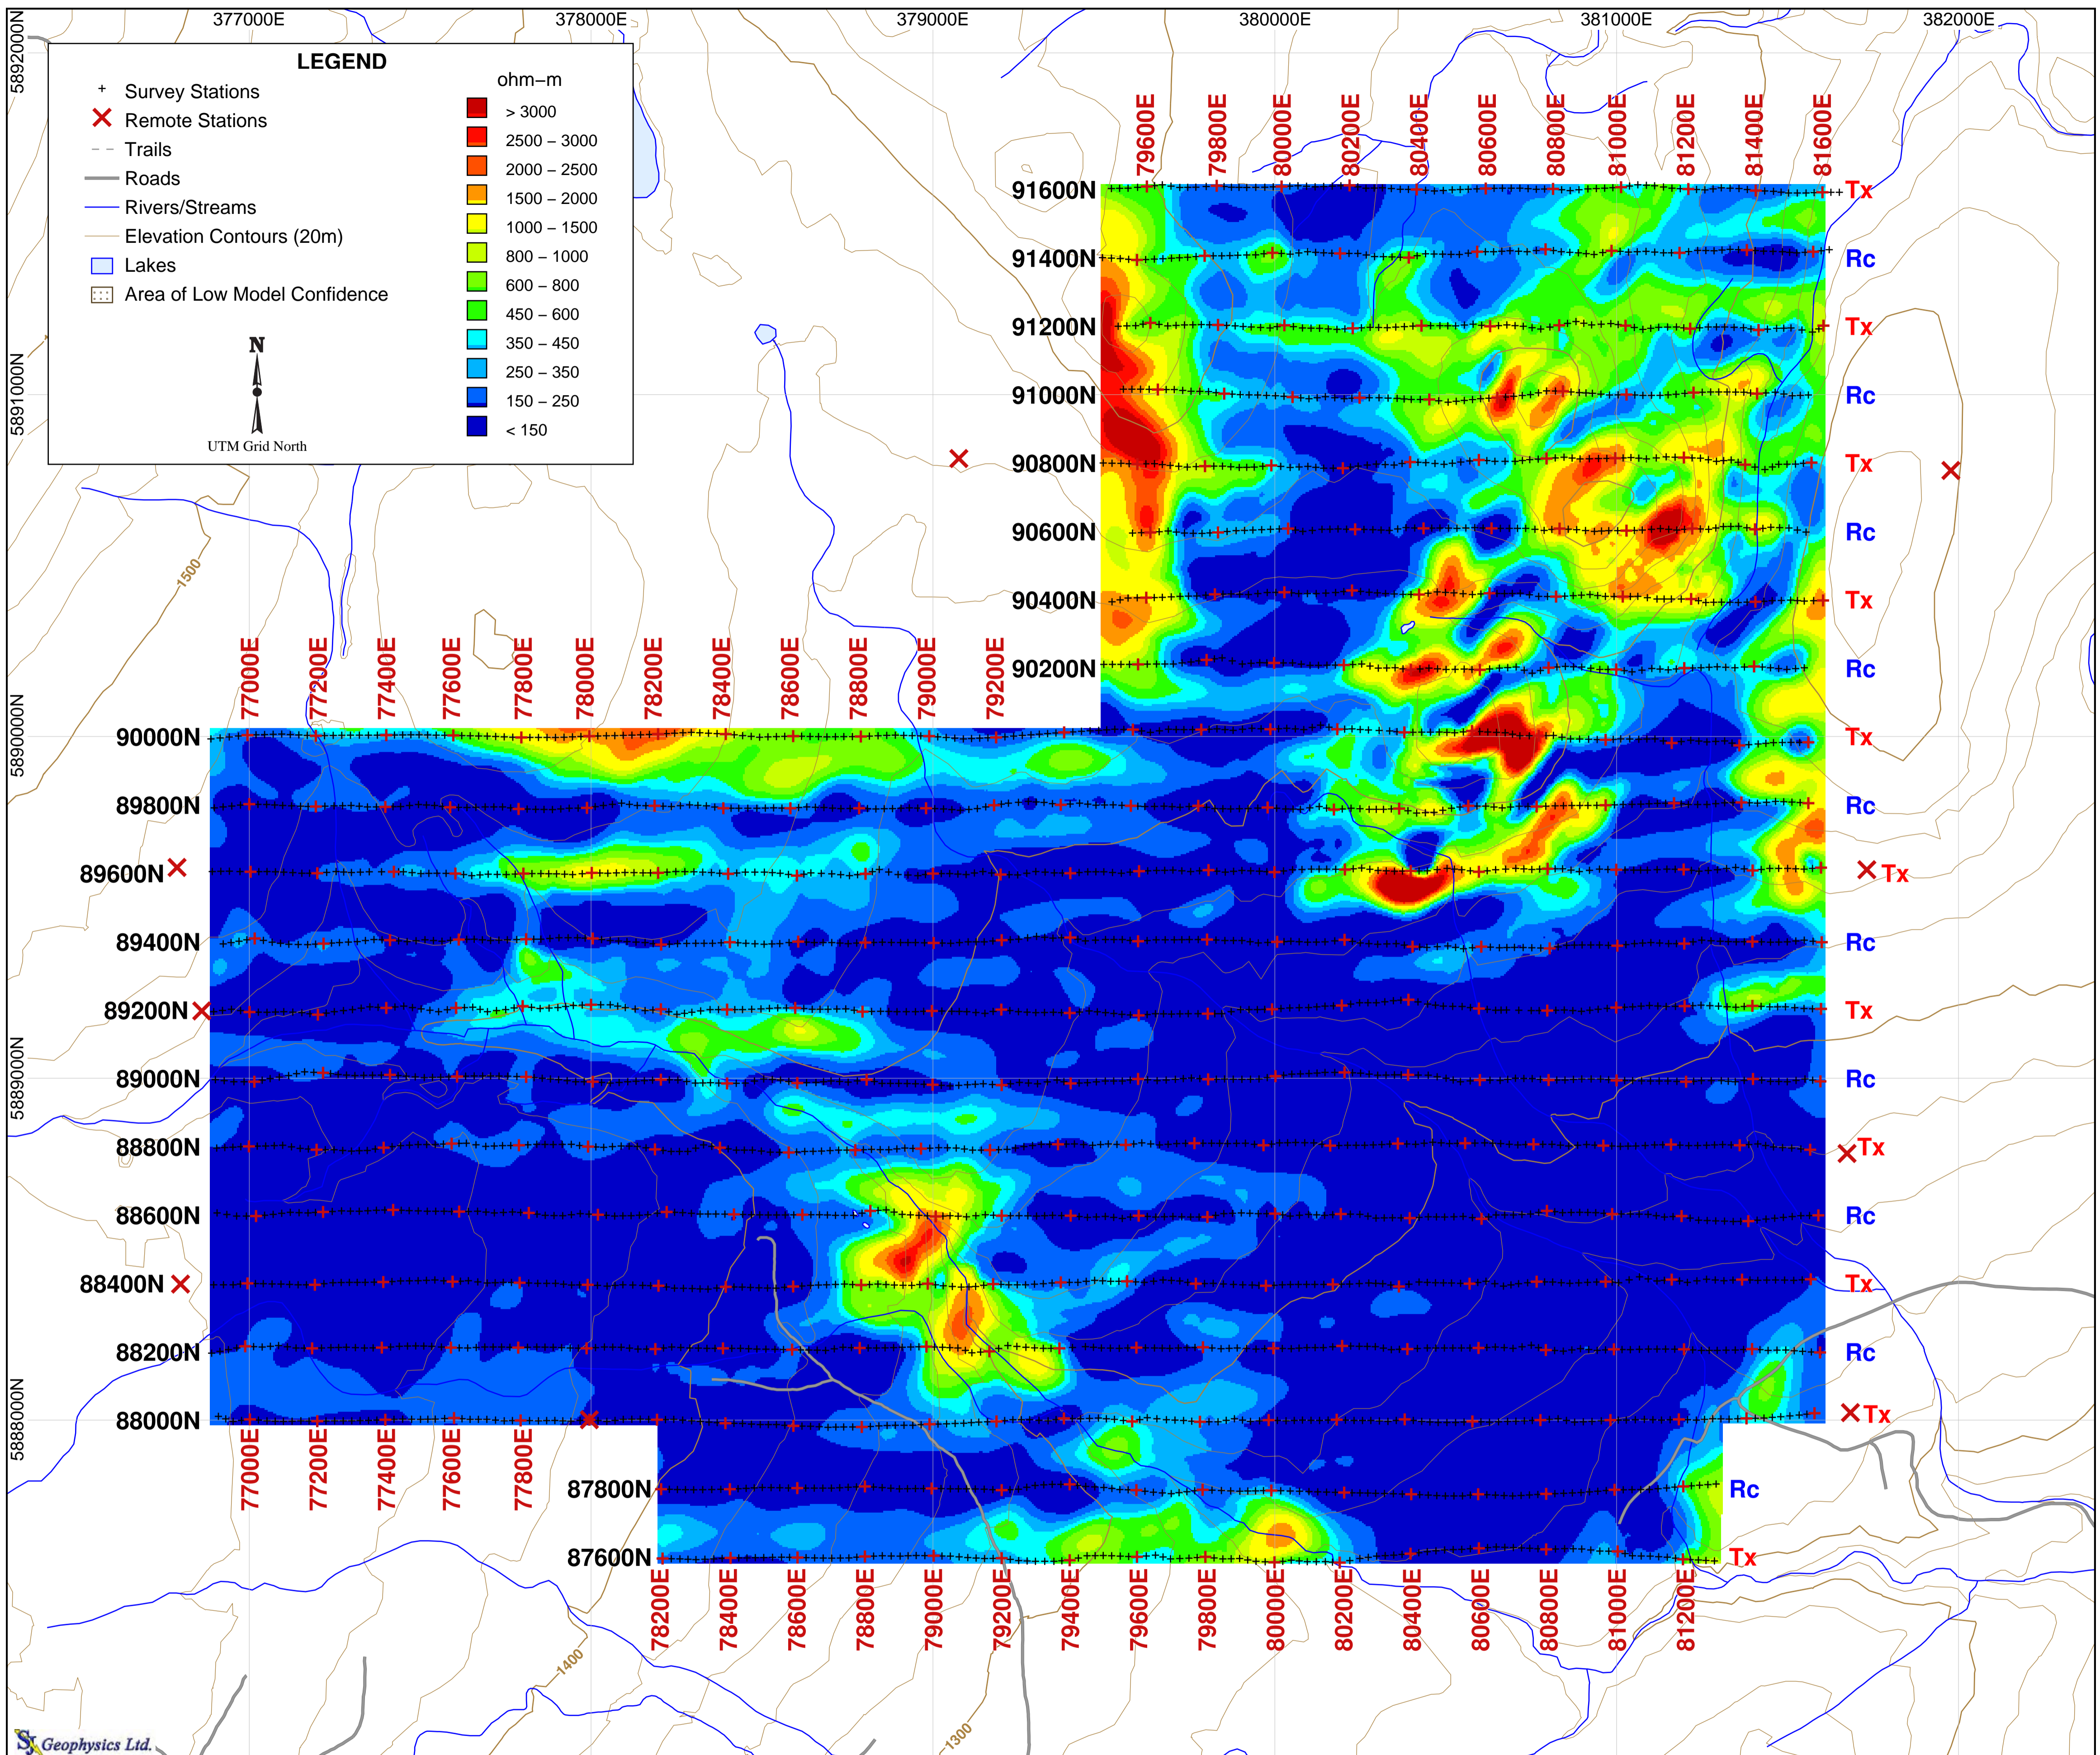 377000E 378000E 379000E 380000E 381000E 382000E
5892000N
5891000N
5890000N
5889000N
5888000N
LEGEND
Survey Stations
Remote Stations
Trails
Roads
Rivers/Streams
Elevation Contours (20m)
Lakes
Area of Low Model Confidence
ohm-m
> 3000
2500 - 3000
2000 - 2500
1500 - 2000
1000 - 1500
800 - 1000
600 - 800
450 - 600
350 - 450
250 - 350
150 - 250
< 150
N
UTM Grid North
79600E 79800E 80000E 80200E 80400E 80600E 80800E 81000E 81200E 81400E 81600E
91600N Tx
91400N Rc
91200N Tx
91000N Rc
90800N Tx
90600N Rc
1500
90400N Tx
77000E 77200E 77400E 77600E 77800E 78000E 78200E 78400E 78600E 78800E 79000E 79200E
90200N Rc
90000N Tx
89800N Rc
89600N Tx
89400N Rc
89200N Tx
89000N Rc
88800N Tx
88600N Rc
88400N Tx
88200N Rc
88000N Tx
77000E 77200E 77400E 77600E 77800E
87800N Rc
87600N Tx
78200E 78400E 78600E 78800E 79000E 79200E 79400E 79600E 79800E 80000E 80200E 80400E 80600E 80800E 81000E 81200E
1400
1300
SJ Geophysics Ltd.